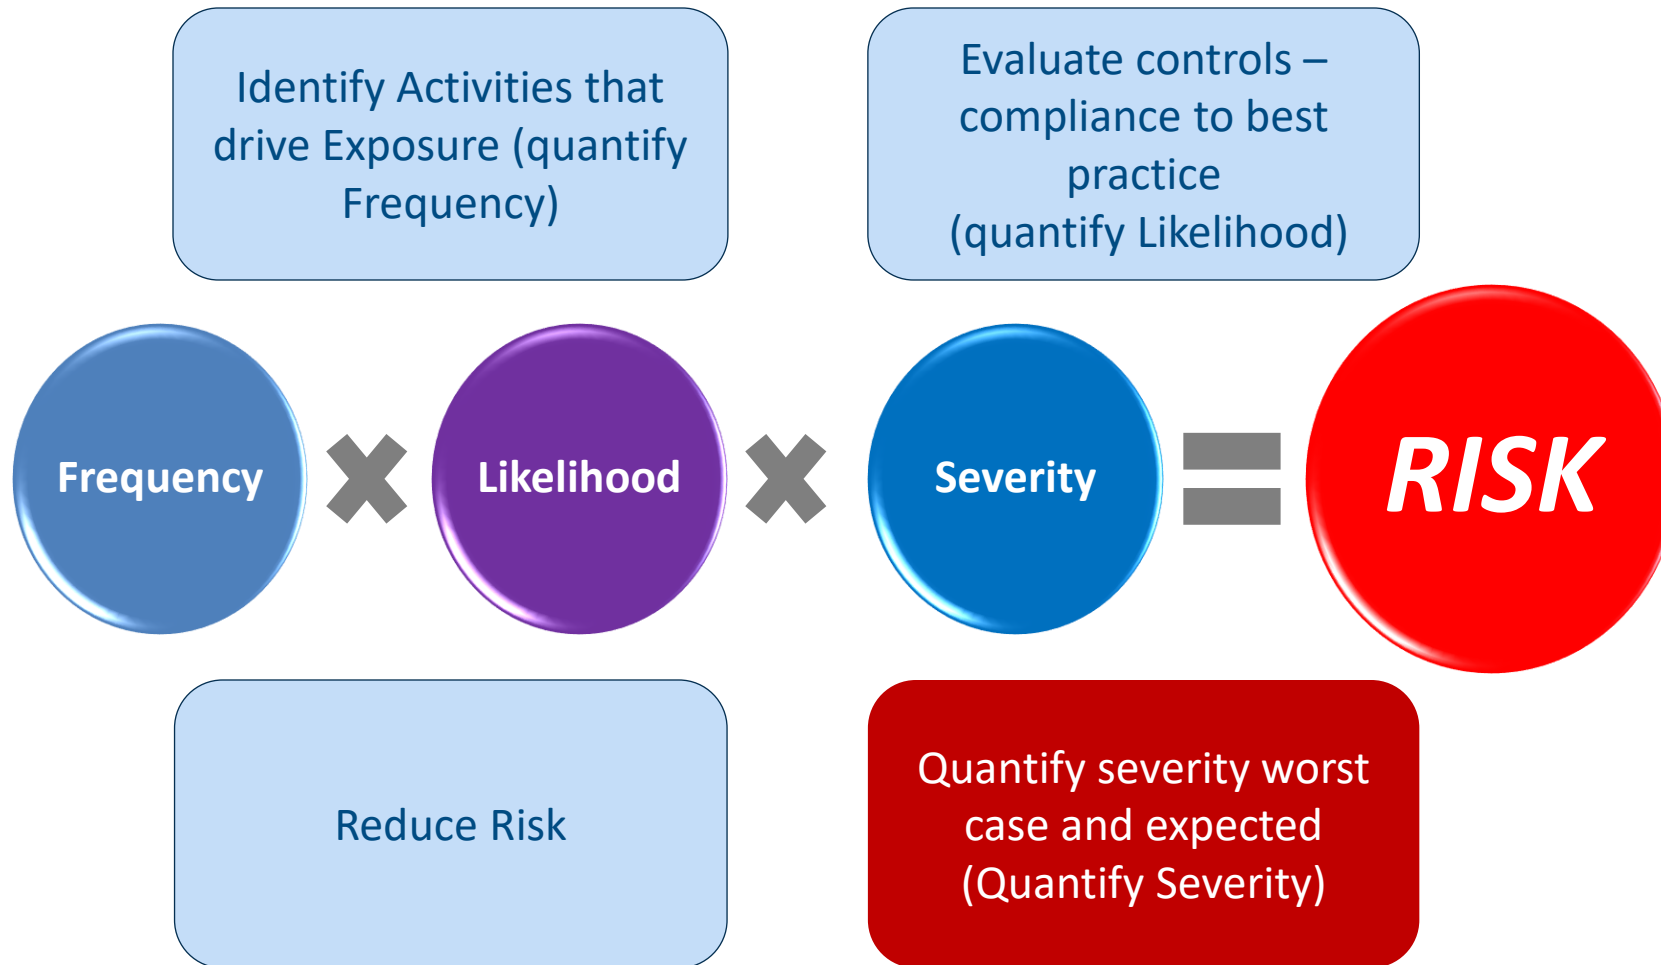 Identify Activities that
drive Exposure (quantify
Frequency)
Evaluate controls –
compliance to best
practice
(quantify Likelihood)
Frequency
Likelihood
Severity
RISK
Reduce Risk
Quantify severity worst
case and expected
(Quantify Severity)